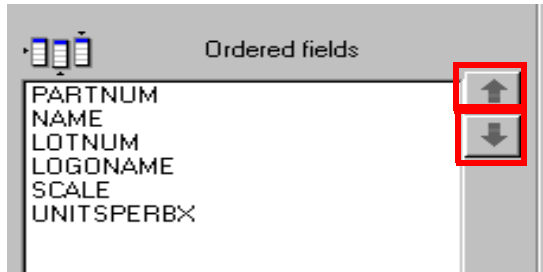 Ordered fields
PARTNUM
NAME
LOTNUM
LOGONAME
SCALE
UNITSPERBX